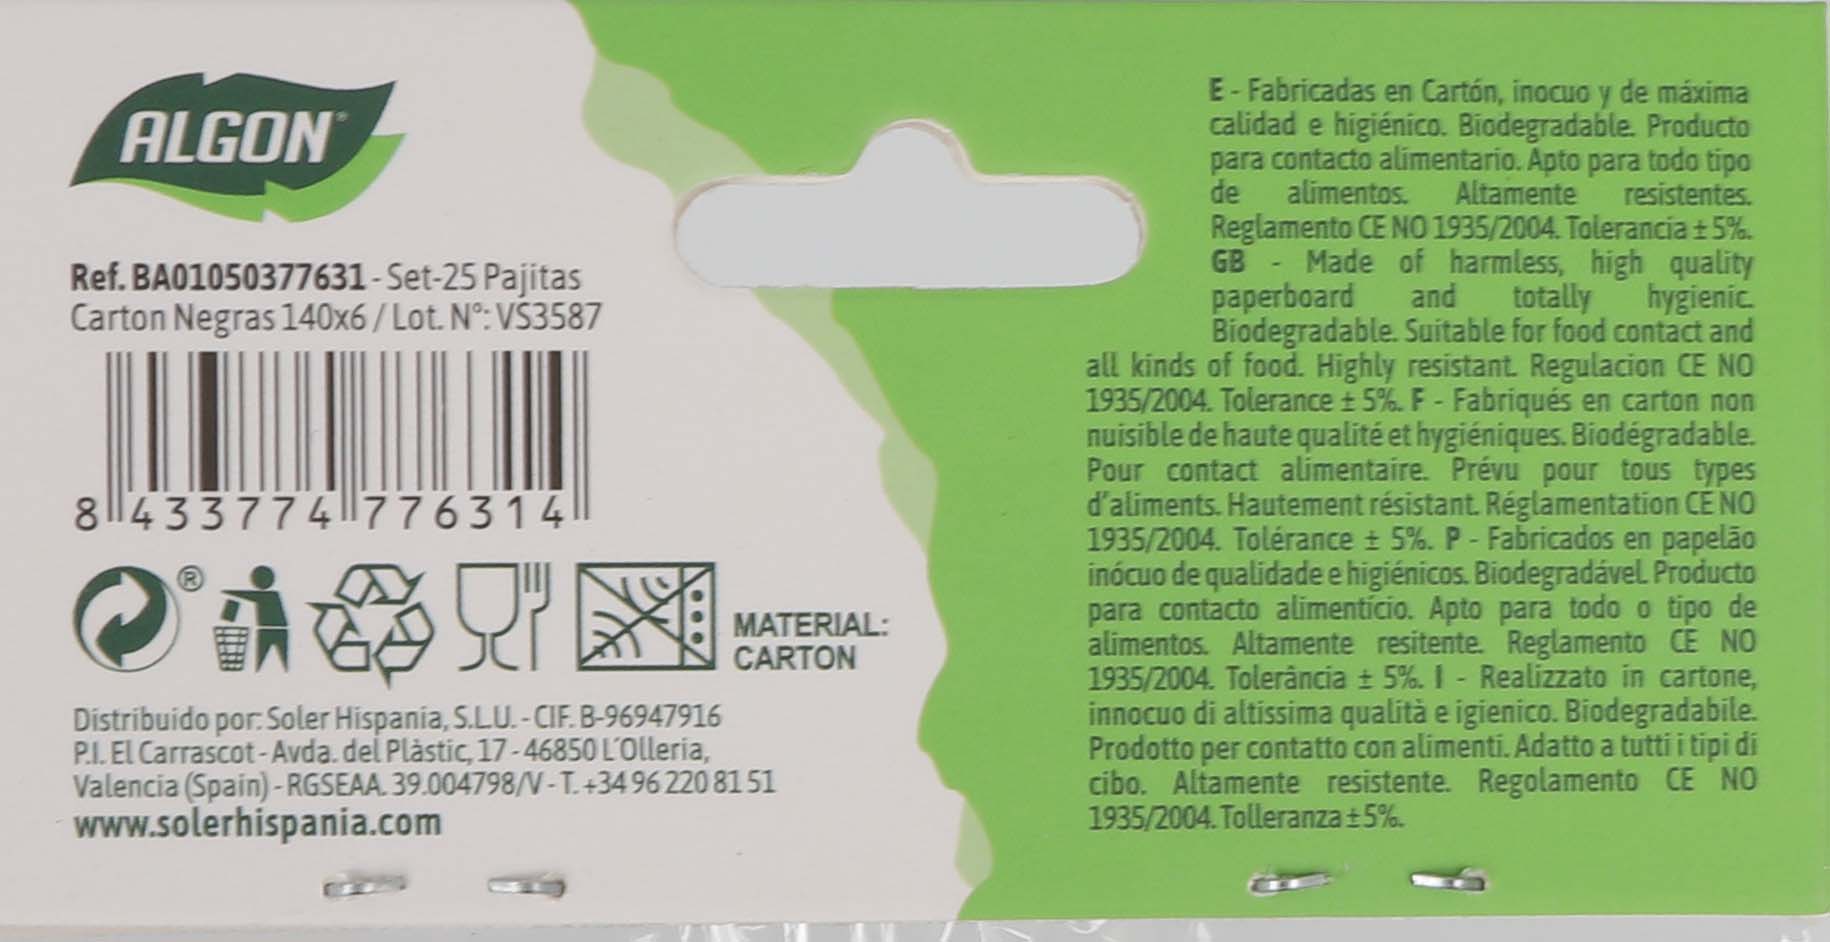 ALGON®
Ref. BA01050377631 - Set-25 Pajitas
Carton Negras 140x6 / Lot. Nº: VS3587
8 433774 776314
®
MATERIAL:
CARTON
Distribuido por: Soler Hispania, S.L.U. - CIF. B-96947916
P.I. El Carrascot - Avda. del Plàstic, 17 - 46850 L'Olleria,
Valencia (Spain) - RGSEAA. 39.004798/V - T. +34 96 220 81 51
www.solerhispania.com
E - Fabricadas en Cartón, inocuo y de máxima
calidad e higiénico. Biodegradable. Producto
para contacto alimentario. Apto para todo tipo
de alimentos. Altamente resistentes.
Reglamento CE NO 1935/2004. Tolerancia ± 5%.
GB - Made of harmless, high quality
paperboard and totally hygienic.
Biodegradable. Suitable for food contact and
all kinds of food. Highly resistant. Regulacion CE NO
1935/2004. Tolerance ± 5%. F - Fabriqués en carton non
nuisible de haute qualité et hygiéniques. Biodégradable.
Pour contact alimentaire. Prévu pour tous types
d'aliments. Hautement résistant. Réglamentation CE NO
1935/2004. Tolérance ± 5%. P - Fabricados en papelão
inócuo de qualidade e higiénicos. Biodegradável. Producto
para contacto alimentício. Apto para todo o tipo de
alimentos. Altamente resitente. Reglamento CE NO
1935/2004. Tolerância ± 5%. I - Realizzato in cartone,
innocuo di altissima qualità e igienico. Biodegradabile.
Prodotto per contatto con alimenti. Adatto a tutti i tipi di
cibo. Altamente resistente. Regolamento CE NO
1935/2004. Tolleranza ± 5%.